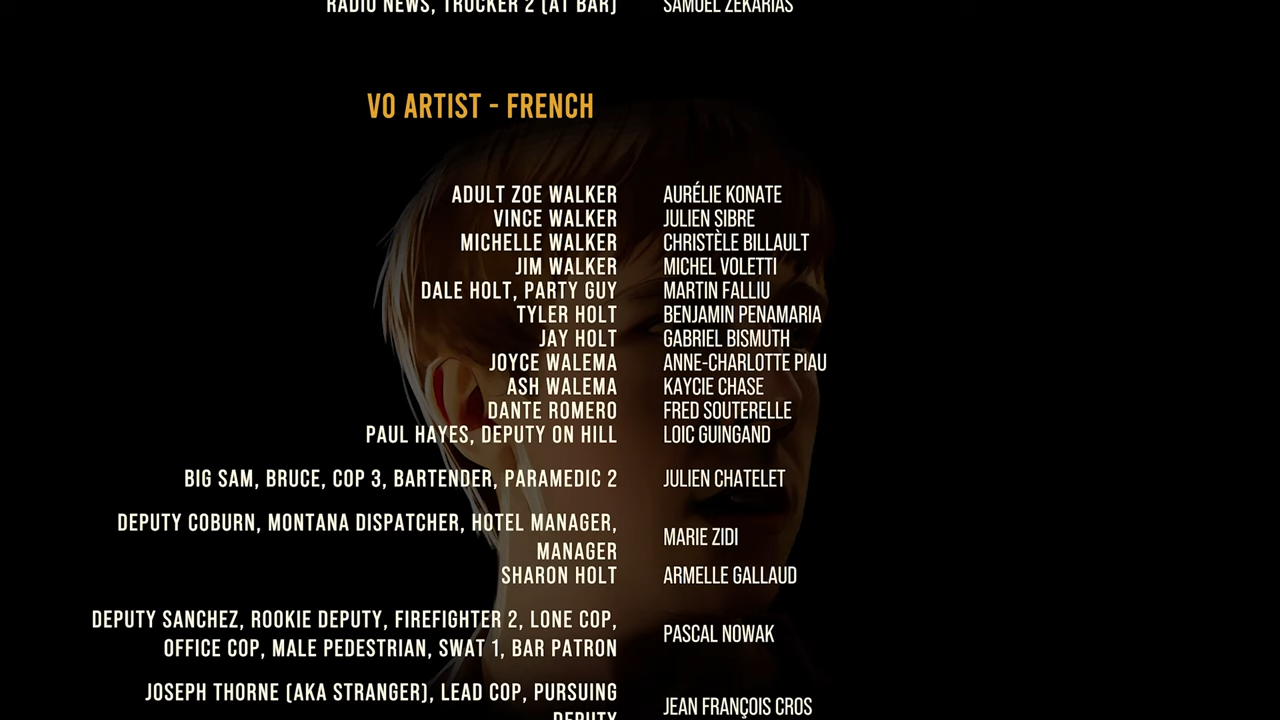 RADIO NEWS, TRUCKER 2 (AT BAR) SAMUEL ZEKARIAS
VO ARTIST - FRENCH
ADULT ZOE WALKER AURÉLIE KONATE
VINCE WALKER JULIEN SIBRE
MICHELLE WALKER CHRISTÈLE BILLAULT
JIM WALKER MICHEL VOLETTI
DALE HOLT, PARTY GUY MARTIN FALLIU
TYLER HOLT BENJAMIN PENAMARIA
JAY HOLT GABRIEL BISMUTH
JOYCE WALEMA ANNE-CHARLOTTE PIAU
ASH WALEMA KAYCIE CHASE
DANTE ROMERO FRED SOUTERELLE
PAUL HAYES, DEPUTY ON HILL LOIC GUINGAND
BIG SAM, BRUCE, COP 3, BARTENDER, PARAMEDIC 2 JULIEN CHATELET
DEPUTY COBURN, MONTANA DISPATCHER, HOTEL MANAGER,
MANAGER MARIE ZIDI
SHARON HOLT ARMELLE GALLAUD
DEPUTY SANCHEZ, ROOKIE DEPUTY, FIREFIGHTER 2, LONE COP,
OFFICE COP, MALE PEDESTRIAN, SWAT 1, BAR PATRON PASCAL NOWAK
JOSEPH THORNE (AKA STRANGER), LEAD COP, PURSUING
DEPUTY JEAN FRANÇOIS CROS